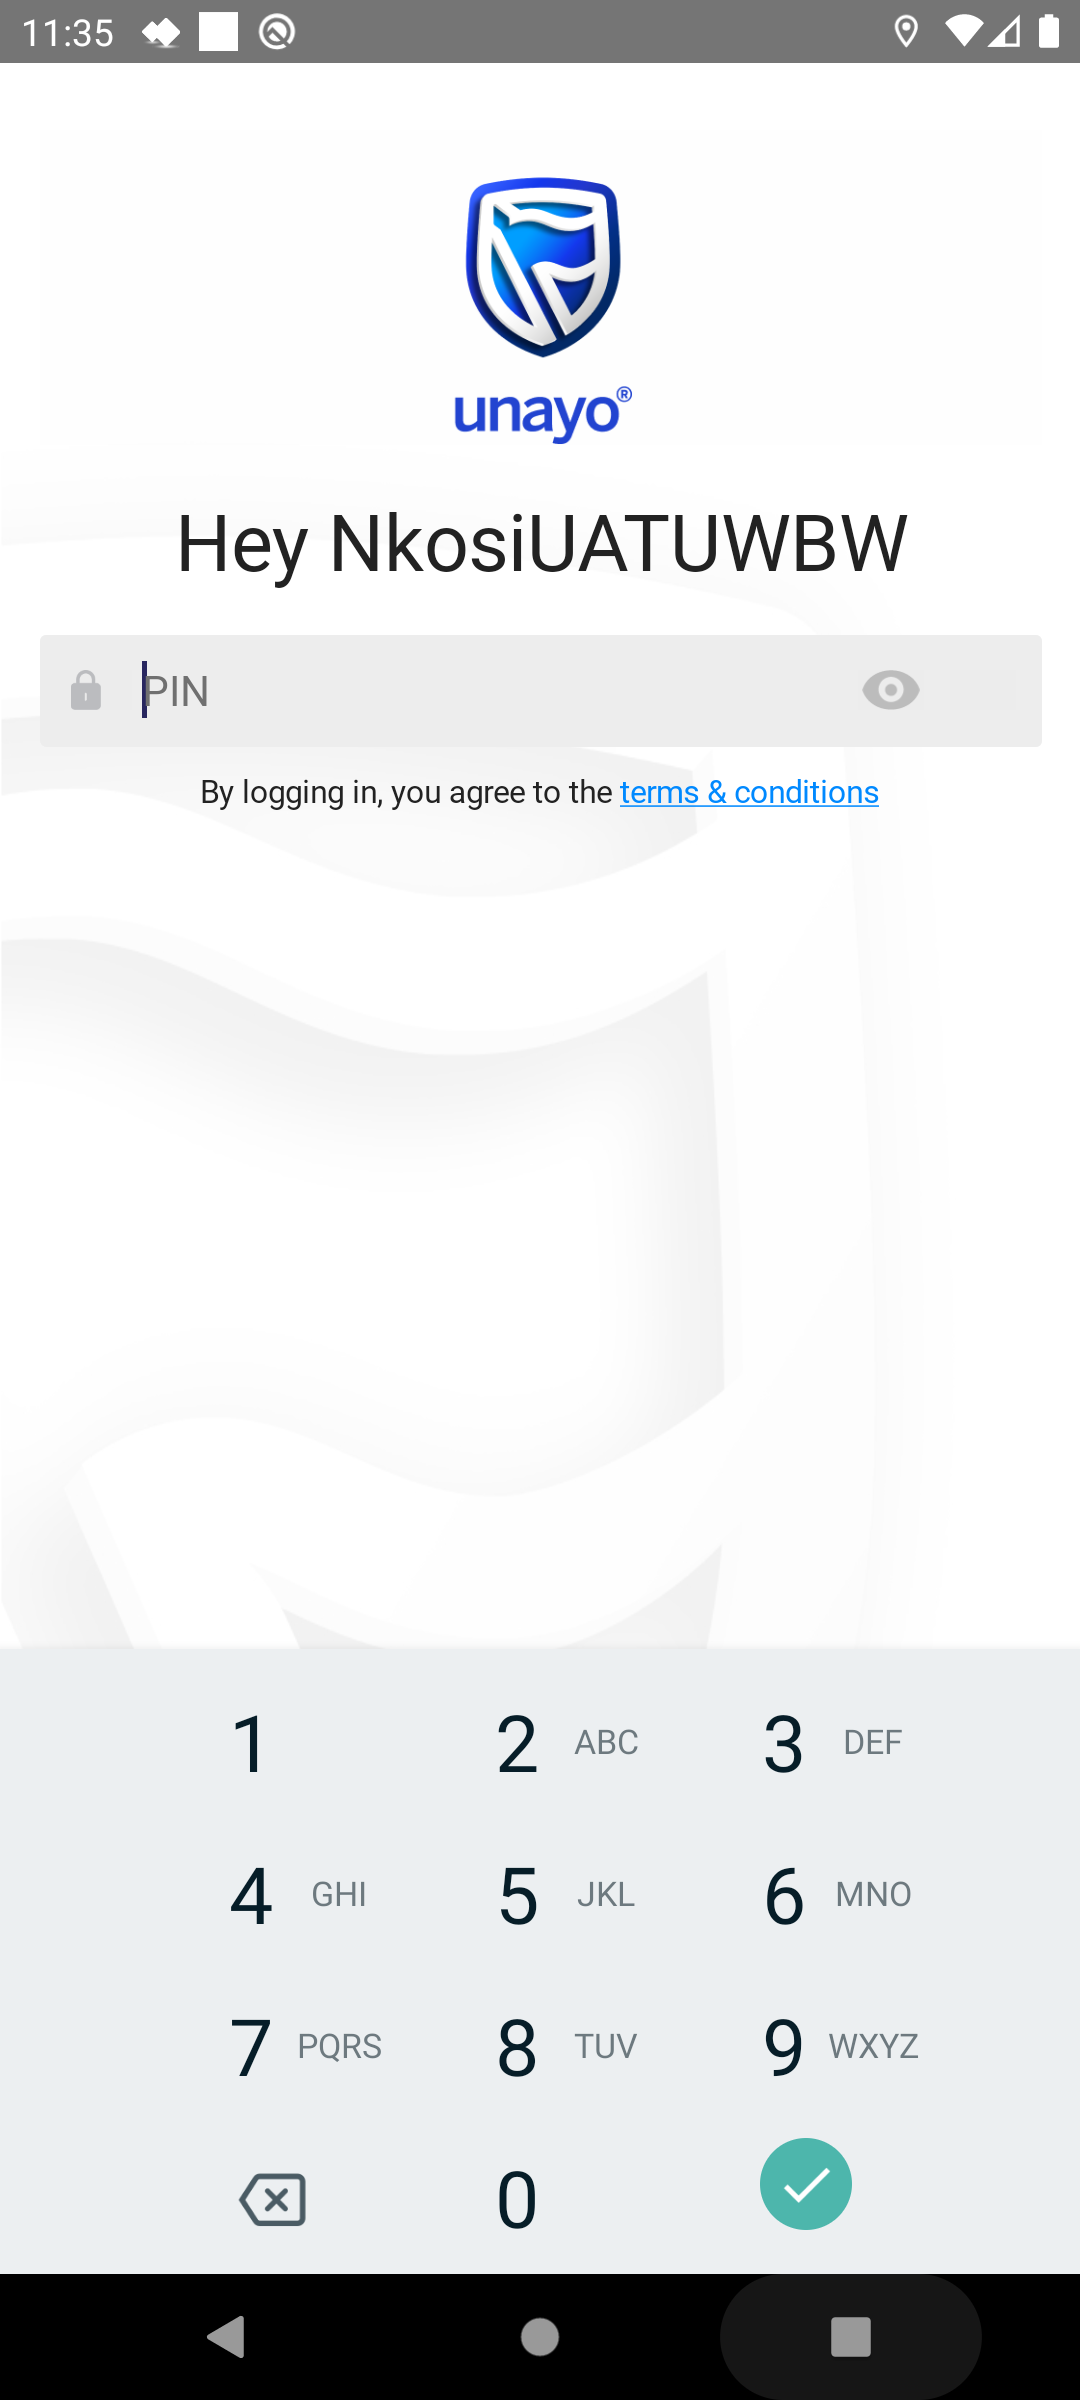 11:35
unayo®
Hey NkosiUATUWBW
PIN
By logging in, you agree to the terms & conditions
1 2 ABC 3 DEF
4 GHI 5 JKL 6 MNO
7 PQRS 8 TUV 9 WXYZ
0